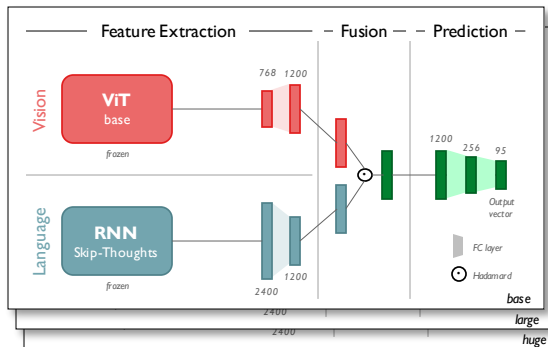 Feature Extraction
Fusion
Prediction
Vision
ViT
base
frozen
768
1200
Language
RNN
Skip-Thoughts
frozen
2400
1200
1200
256
95
Output
vector
FC layer
Hadamard
base
2400
large
2400
huge